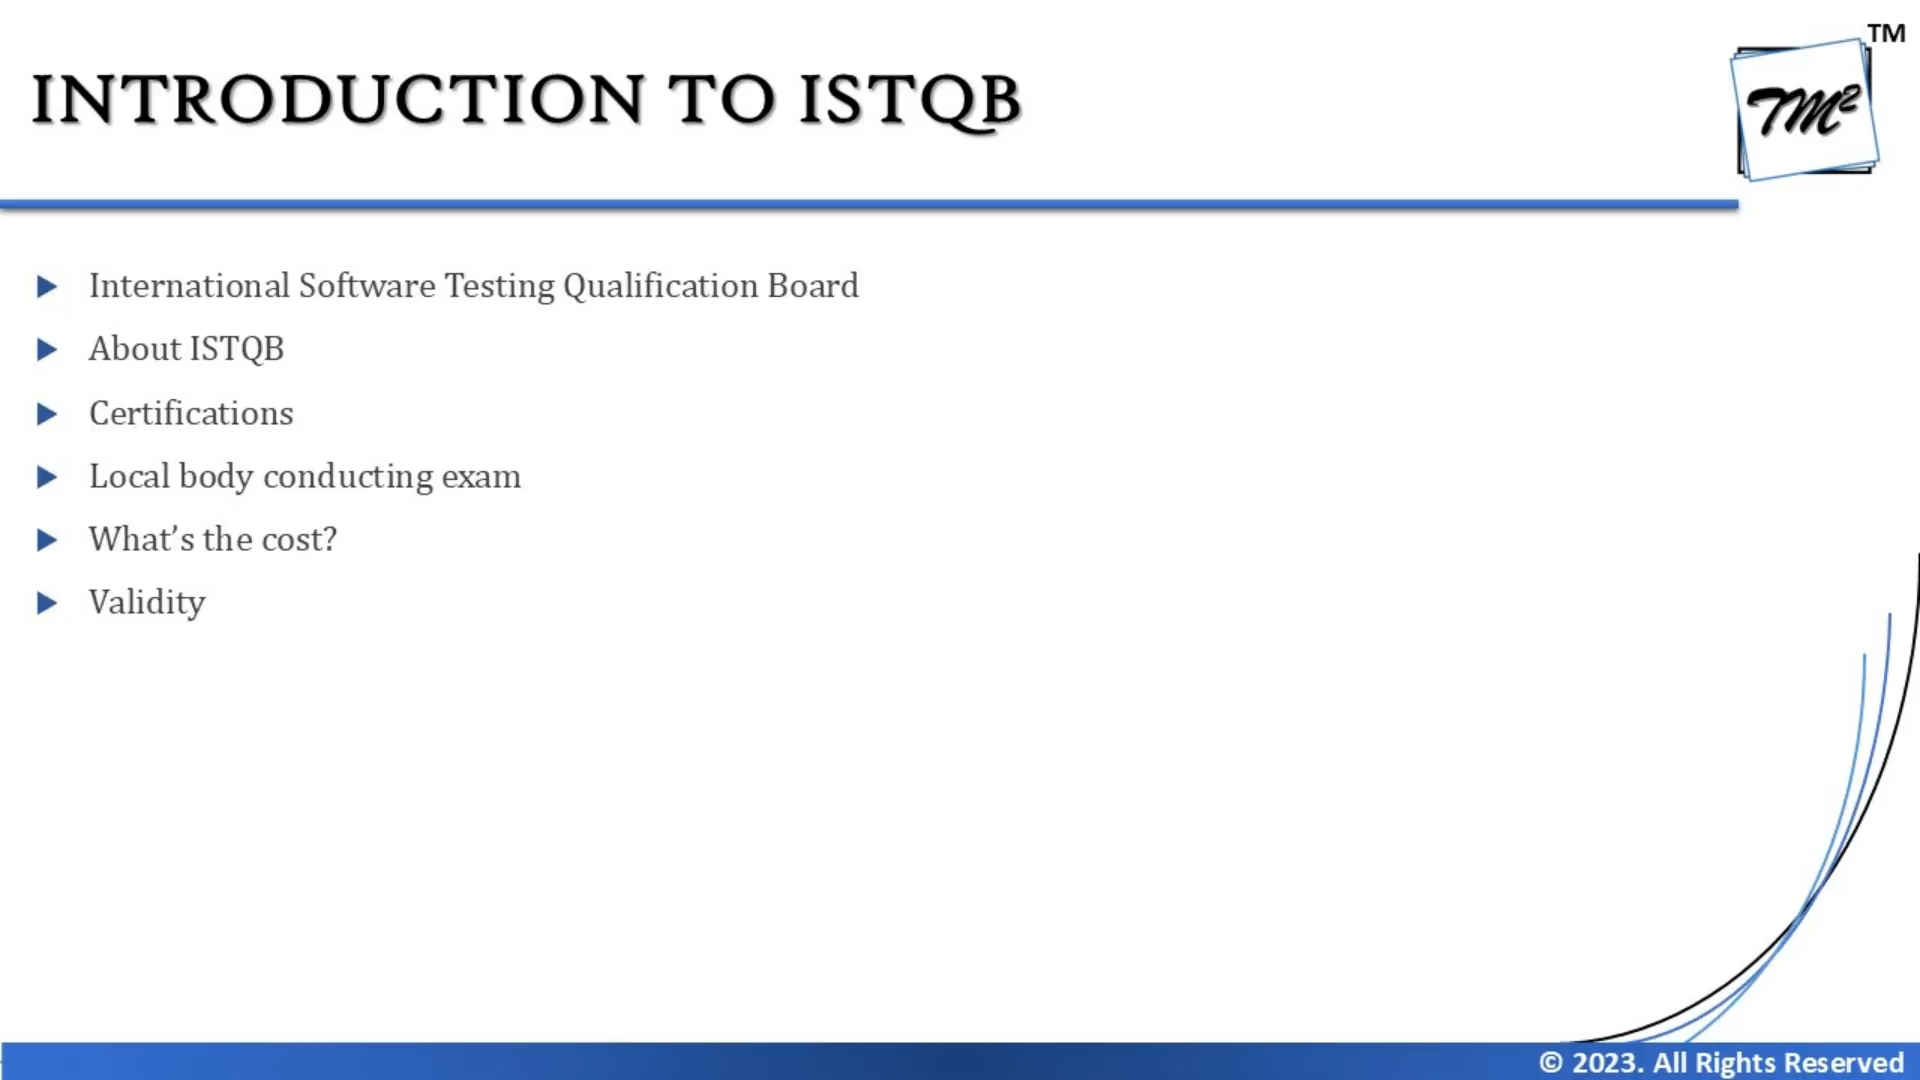 TM
INTRODUCTION TO ISTQB
TM²
International Software Testing Qualification Board
About ISTQB
Certifications
Local body conducting exam
What’s the cost?
Validity
© 2023. All Rights Reserved